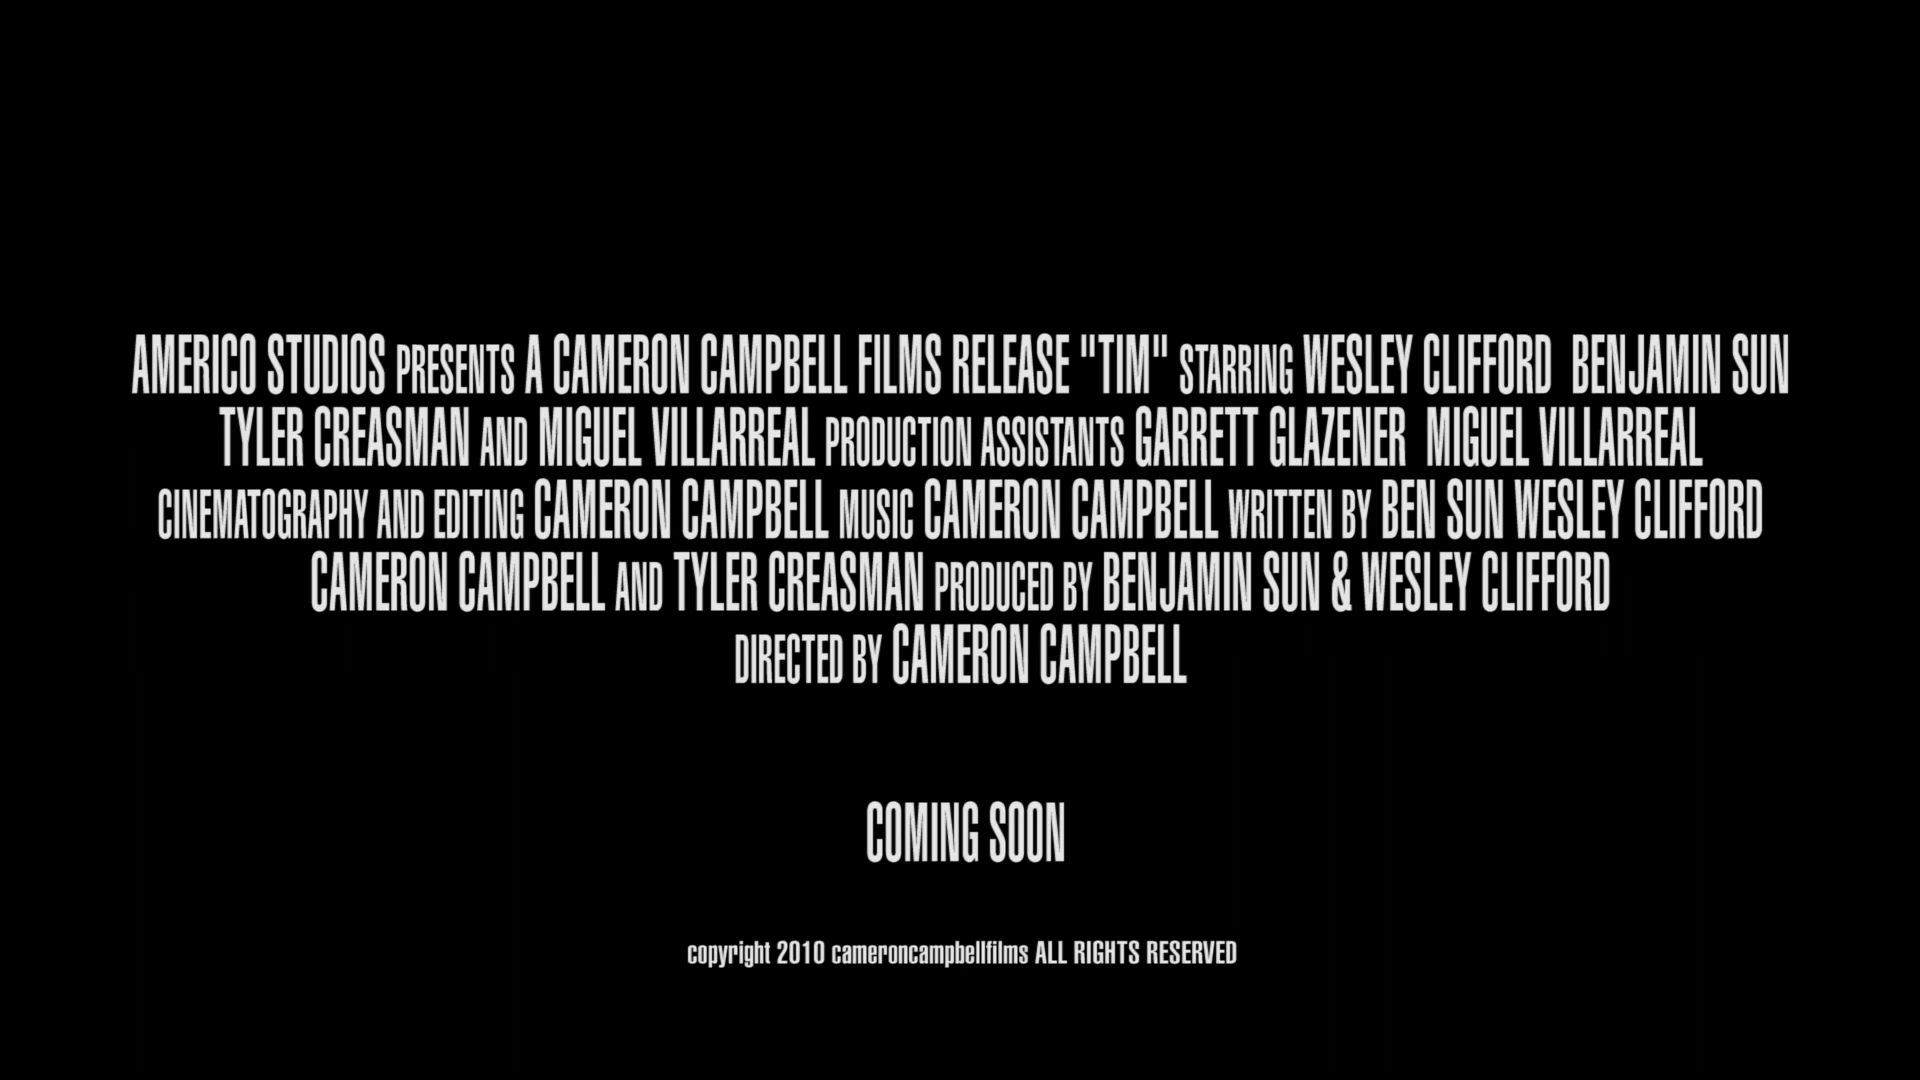 AMERICO STUDIOS PRESENTS A CAMERON CAMPBELL FILMS RELEASE "TIM" STARRING WESLEY CLIFFORD BENJAMIN SUN
TYLER CREASMAN AND MIGUEL VILLARREAL PRODUCTION ASSISTANTS GARRETT GLAZENER MIGUEL VILLARREAL
CINEMATOGRAPHY AND EDITING CAMERON CAMPBELL MUSIC CAMERON CAMPBELL WRITTEN BY BEN SUN WESLEY CLIFFORD
CAMERON CAMPBELL AND TYLER CREASMAN PRODUCED BY BENJAMIN SUN & WESLEY CLIFFORD
DIRECTED BY CAMERON CAMPBELL
COMING SOON
copyright 2010 cameroncampbellfilms ALL RIGHTS RESERVED